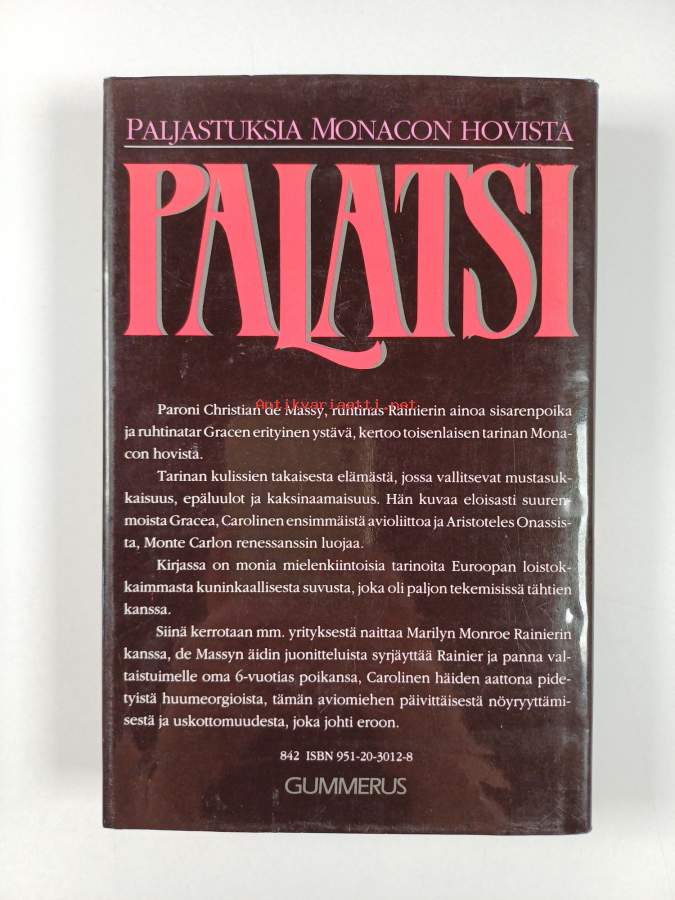 PALJASTUKSIA MONACON HOVISTA
PALATSI
Antikvariaatti.net
Paroni Christian de Massy, ruhtinas Rainierin ainoa sisarenpoika
ja ruhtinatar Gracen erityinen ystävä, kertoo toisenlaisen tarinan Mona-
con hovista.
Tarinan kulissien takaisesta elämästä, jossa vallitsevat mustasuk-
kaisuus, epäluulot ja kaksinaamaisuus. Hän kuvaa eloisasti suuren-
moista Gracea, Carolinen ensimmäistä avioliittoa ja Aristoteles Onassis-
ta, Monte Carlon renessanssin luojaa.
Kirjassa on monia mielenkiintoisia tarinoita Euroopan loistok-
kaimmasta kuninkaallisesta suvusta, joka oli paljon tekemisissä tähtien
kanssa.
Siinä kerrotaan mm. yrityksestä naittaa Marilyn Monroe Rainierin
kanssa, de Massyn äidin juonitteluista syrjäyttää Rainier ja panna val-
taistuimelle oma 6-vuotias poikansa, Carolinen häiden aattona pide-
tyistä huumeorgioista, tämän aviomiehen päivittäisestä nöyryyttämi-
sestä ja uskottomuudesta, joka johti eroon.
842 ISBN 951-20-3012-8
GUMMERUS